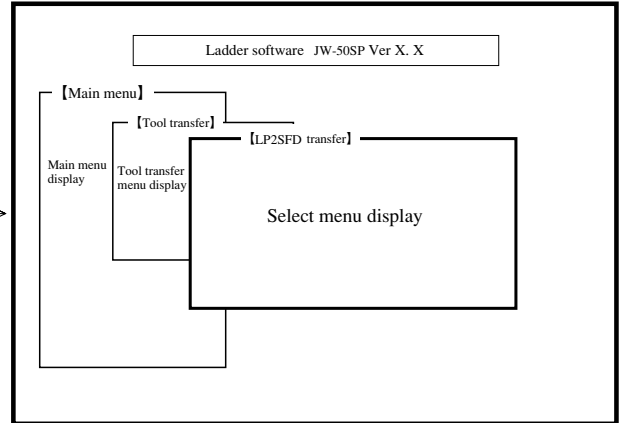 Ladder software JW-50SP Ver X. X
【Main menu】
【Tool transfer】
【LP2SFD transfer】
Main menu
display
Tool transfer
menu display
Select menu display